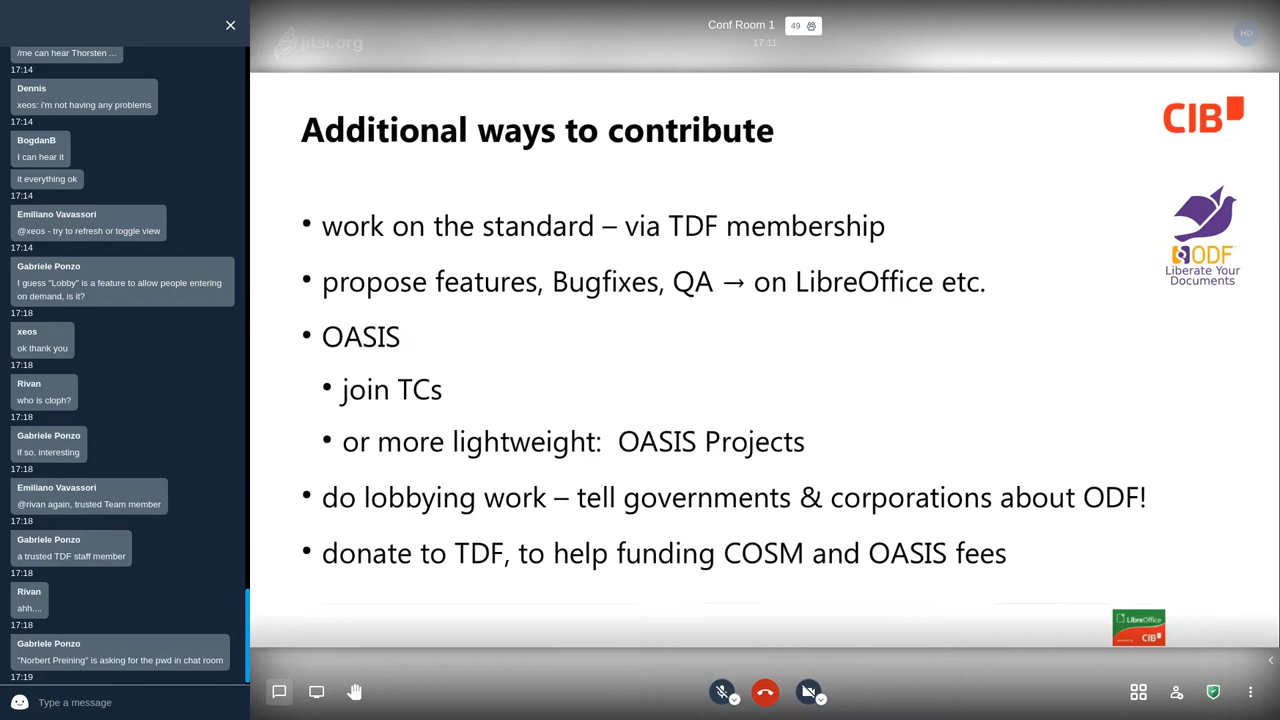 /me can hear Thorsten ...
17:14
Dennis
xeos: i'm not having any problems
17:14
BogdanB
I can hear it
it everything ok
17:14
Emiliano Vavassori
@xeos - try to refresh or toggle view
17:14
Gabriele Ponzo
I guess "Lobby" is a feature to allow people entering
on demand, is it?
17:18
xeos
ok thank you
17:18
Rivan
who is cloph?
17:18
Gabriele Ponzo
if so, interesting
17:18
Emiliano Vavassori
@rivan again, trusted Team member
17:18
Gabriele Ponzo
a trusted TDF staff member
17:18
Rivan
ahh....
17:18
Gabriele Ponzo
"Norbert Preining" is asking for the pwd in chat room
17:19
Type a message
jitsi.org
Conf Room 1
49
17:11
HD
Additional ways to contribute
CIB
• work on the standard – via TDF membership
• propose features, Bugfixes, QA → on LibreOffice etc.
• OASIS
• join TCs
• or more lightweight: OASIS Projects
• do lobbying work – tell governments & corporations about ODF!
• donate to TDF, to help funding COSM and OASIS fees
ODF
Liberate Your
Documents
LibreOffice
CIB